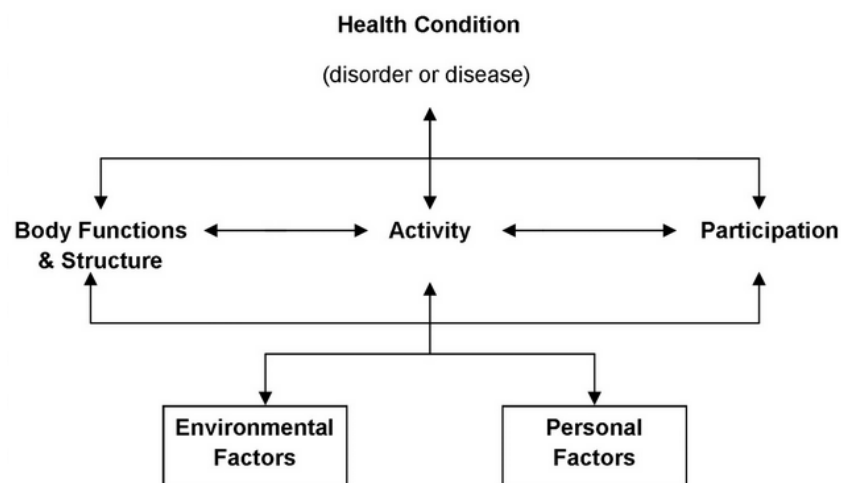 Health Condition
(disorder or disease)
Body Functions
& Structure
Activity
Participation
Environmental
Factors
Personal
Factors